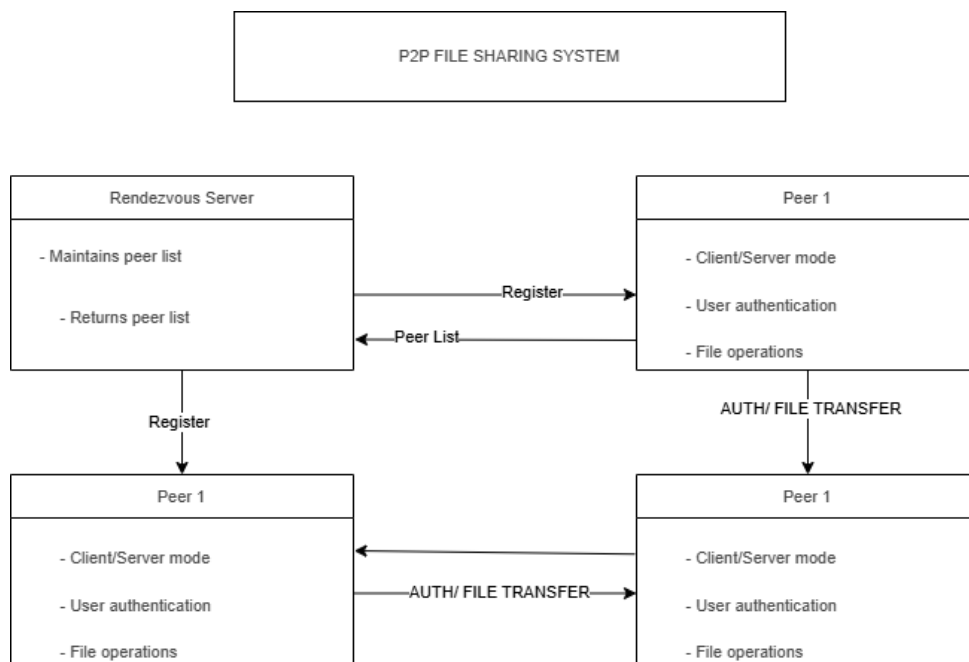 P2P FILE SHARING SYSTEM
Rendezvous Server
- Maintains peer list
- Returns peer list
Register
Peer List
Peer 1
- Client/Server mode
- User authentication
- File operations
Register
AUTH/ FILE TRANSFER
Peer 1
- Client/Server mode
- User authentication
- File operations
AUTH/ FILE TRANSFER
Peer 1
- Client/Server mode
- User authentication
- File operations